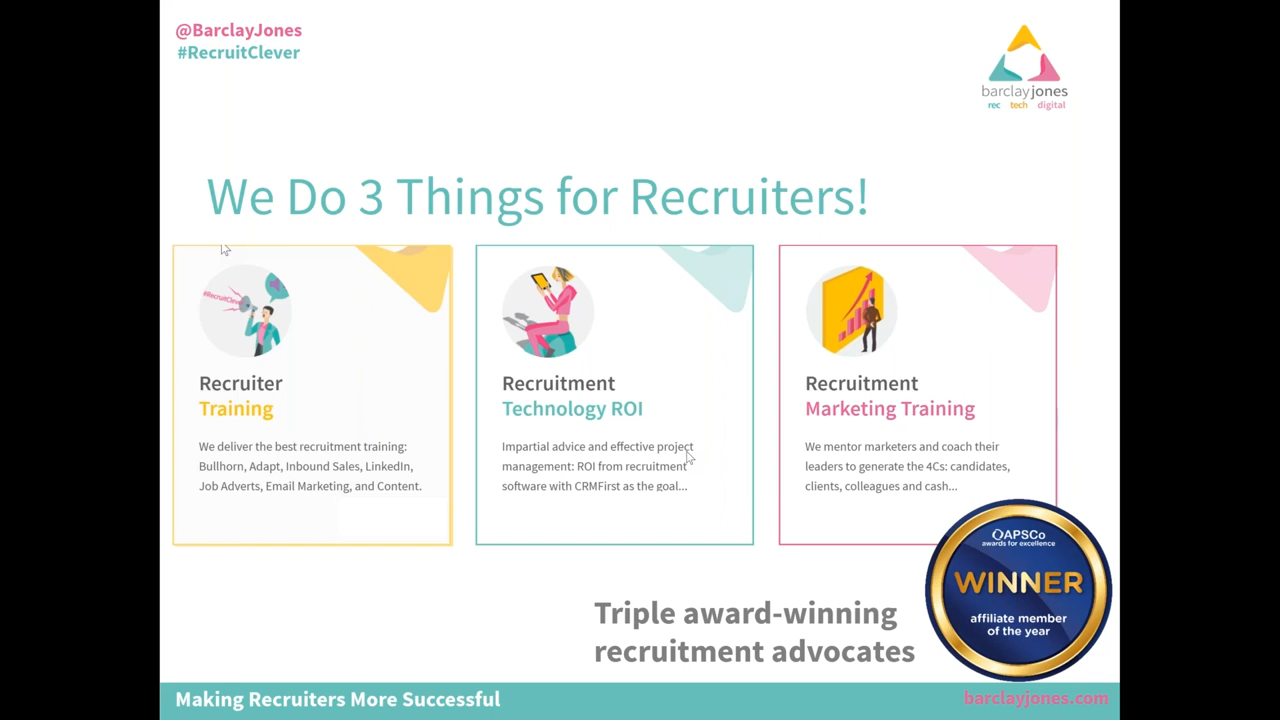 @BarclayJones
#RecruitClever
barclayjones
rec tech digital
We Do 3 Things for Recruiters!
#RecruitClever
Recruiter
Training
We deliver the best recruitment training:
Bullhorn, Adapt, Inbound Sales, LinkedIn,
Job Adverts, Email Marketing, and Content.
Recruitment
Technology ROI
Impartial advice and effective project
management: ROI from recruitment
software with CRMFirst as the goal...
Recruitment
Marketing Training
We mentor marketers and coach their
leaders to generate the 4Cs: candidates,
clients, colleagues and cash...
APSCo
awards for excellence
WINNER
affiliate member
of the year
Triple award-winning
recruitment advocates
Making Recruiters More Successful
barclayjones.com